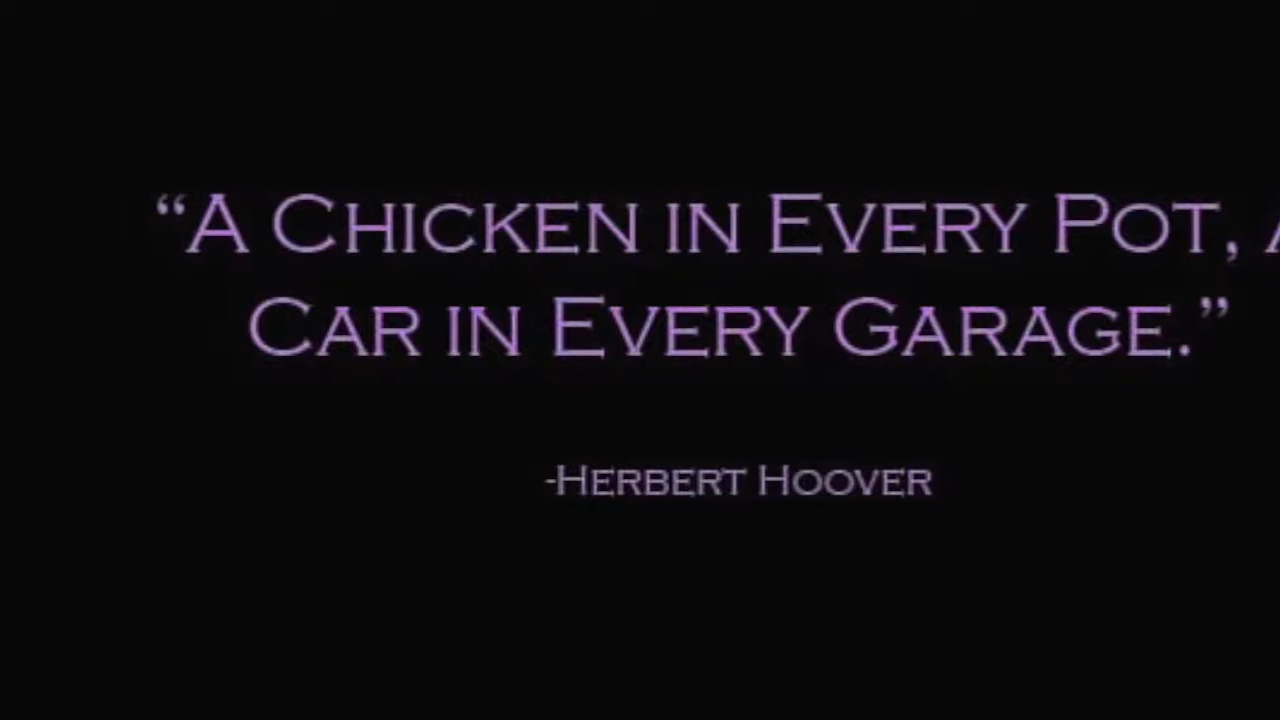 “A Chicken in Every Pot, A
Car in Every Garage.”
-Herbert Hoover